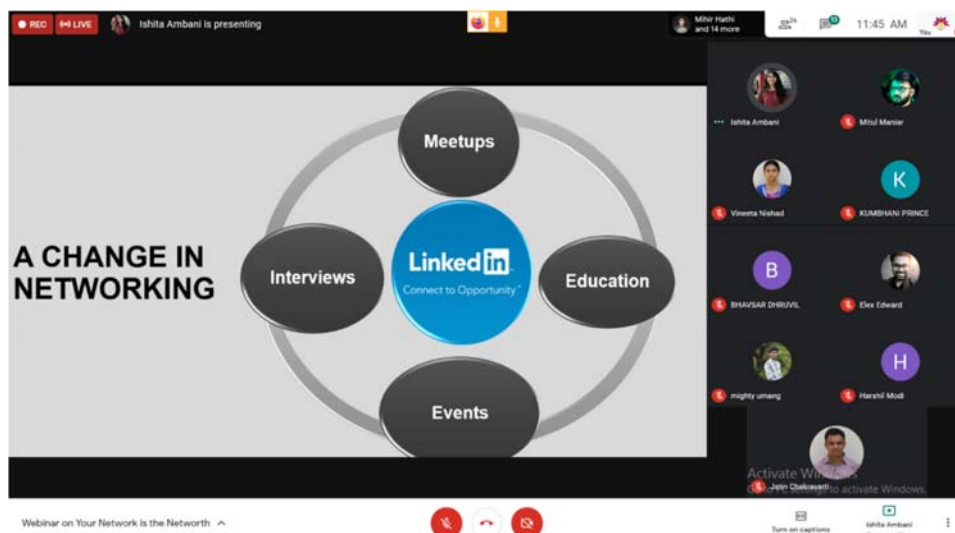 REC
LIVE
Ishita Ambani is presenting
Mihir Hathi
and 14 more
24
11:45 AM
You
A CHANGE IN
NETWORKING
Meetups
Interviews
Linked in
Connect to Opportunity™
Education
Events
Ishita Ambani
Mitul Maniar
Vineeta Nishad
K
KUMBHANI PRINCE
B
BHAVSAR DHRUVIL
Elex Edward
mighty umang
H
Harshil Modi
Jatin Chakravarti
Activate Windows
Go to PC settings to activate Windows.
Webinar on Your Network is the Networth
Turn on captions
Ishita Ambani